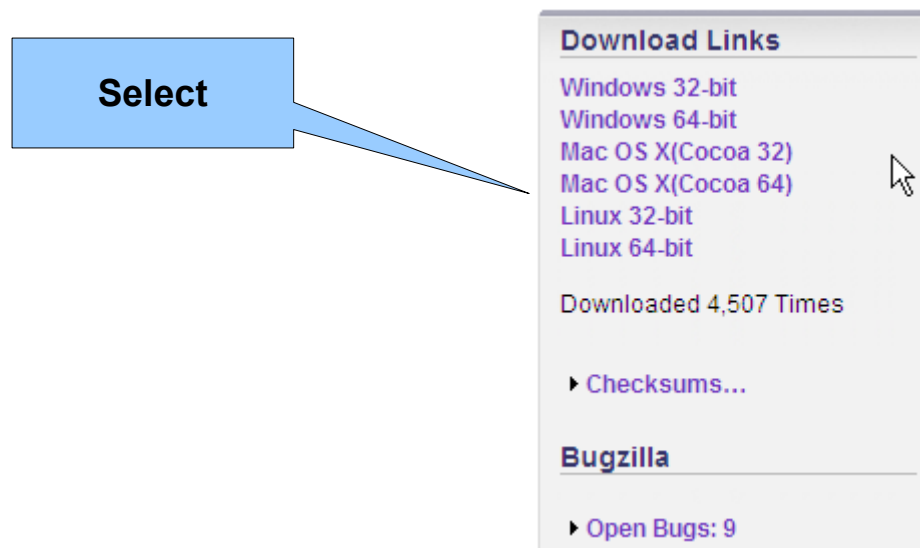 Select
Download Links
Windows 32-bit
Windows 64-bit
Mac OS X(Cocoa 32)
Mac OS X(Cocoa 64)
Linux 32-bit
Linux 64-bit
Downloaded 4,507 Times
Checksums...
Bugzilla
Open Bugs: 9